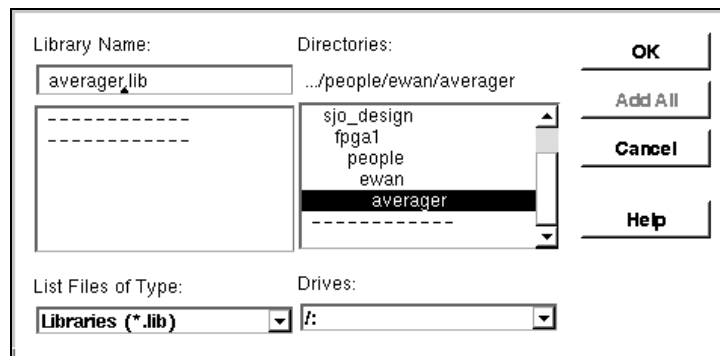 Library Name:
averager.lib
- - - - - - - - - - - -
- - - - - - - - - - - -
List Files of Type:
Libraries (*.lib)
Directories:
.../people/ewan/averager
sjo_design
fpga1
people
ewan
averager
- - - - - - - - - - - -
Drives:
/:
OK
Add All
Cancel
Help